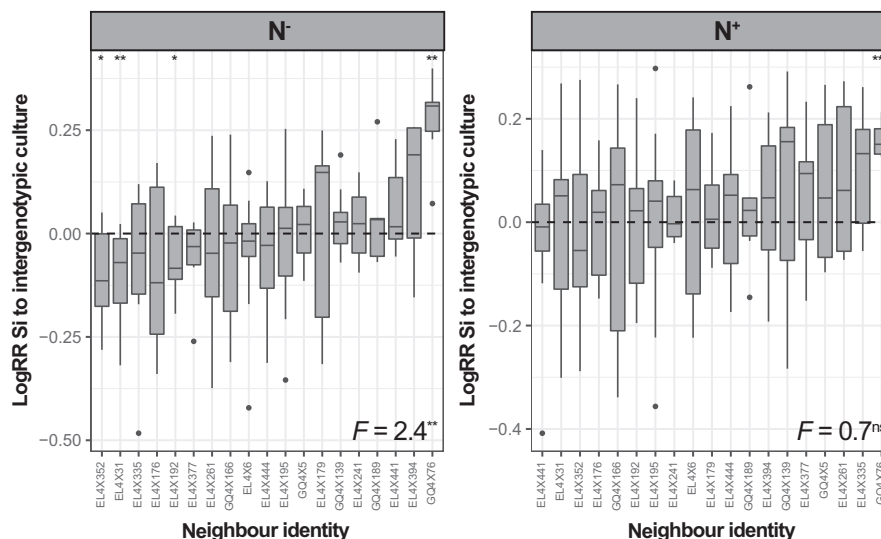 N-
N+
* ** * **
**
LogRR Si to intergenotypic culture
0.25
0.00
−0.25
−0.50
F = 2.4**
EL4X352
EL4X31
EL4X335
EL4X176
EL4X192
EL4X377
EL4X261
GQ4X166
EL4X6
EL4X444
EL4X195
GQ4X5
EL4X179
GQ4X139
EL4X241
GQ4X189
EL4X441
EL4X394
GQ4X76
Neighbour identity
LogRR Si to intergenotypic culture
0.2
0.0
−0.2
−0.4
F = 0.7ns
EL4X441
EL4X31
EL4X352
EL4X176
GQ4X166
EL4X192
EL4X195
EL4X241
EL4X6
EL4X179
EL4X444
GQ4X189
EL4X394
GQ4X139
EL4X377
GQ4X5
EL4X261
EL4X335
GQ4X76
Neighbour identity